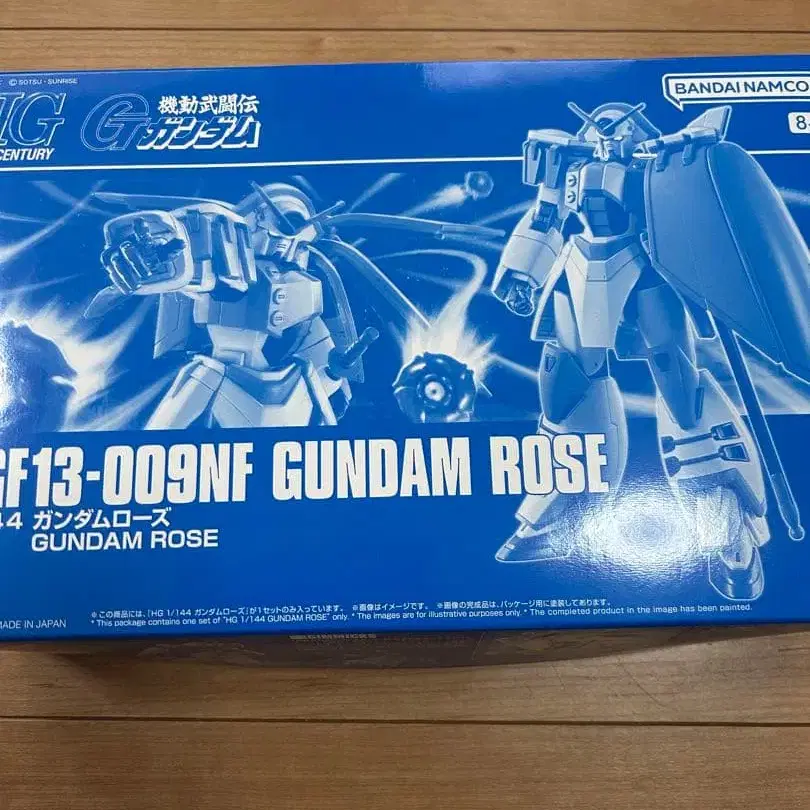 ©SOTSU・SUNRISE
HG
CENTURY
機動武闘伝
Gガンダム
BANDAI NAMCO
8
GF13-009NF GUNDAM ROSE
44 ガンダムローズ
GUNDAM ROSE
MADE IN JAPAN
※この商品には、「HG 1/144 ガンダムローズ」が1セットのみ入っています。 ※画像はイメージです。 ※画像の完成品は、パッケージ用に塗装してあります。
* This package contains one set of "HG 1/144 GUNDAM ROSE" only. * The images are for illustrative purposes only. * The completed product in the image has been painted.